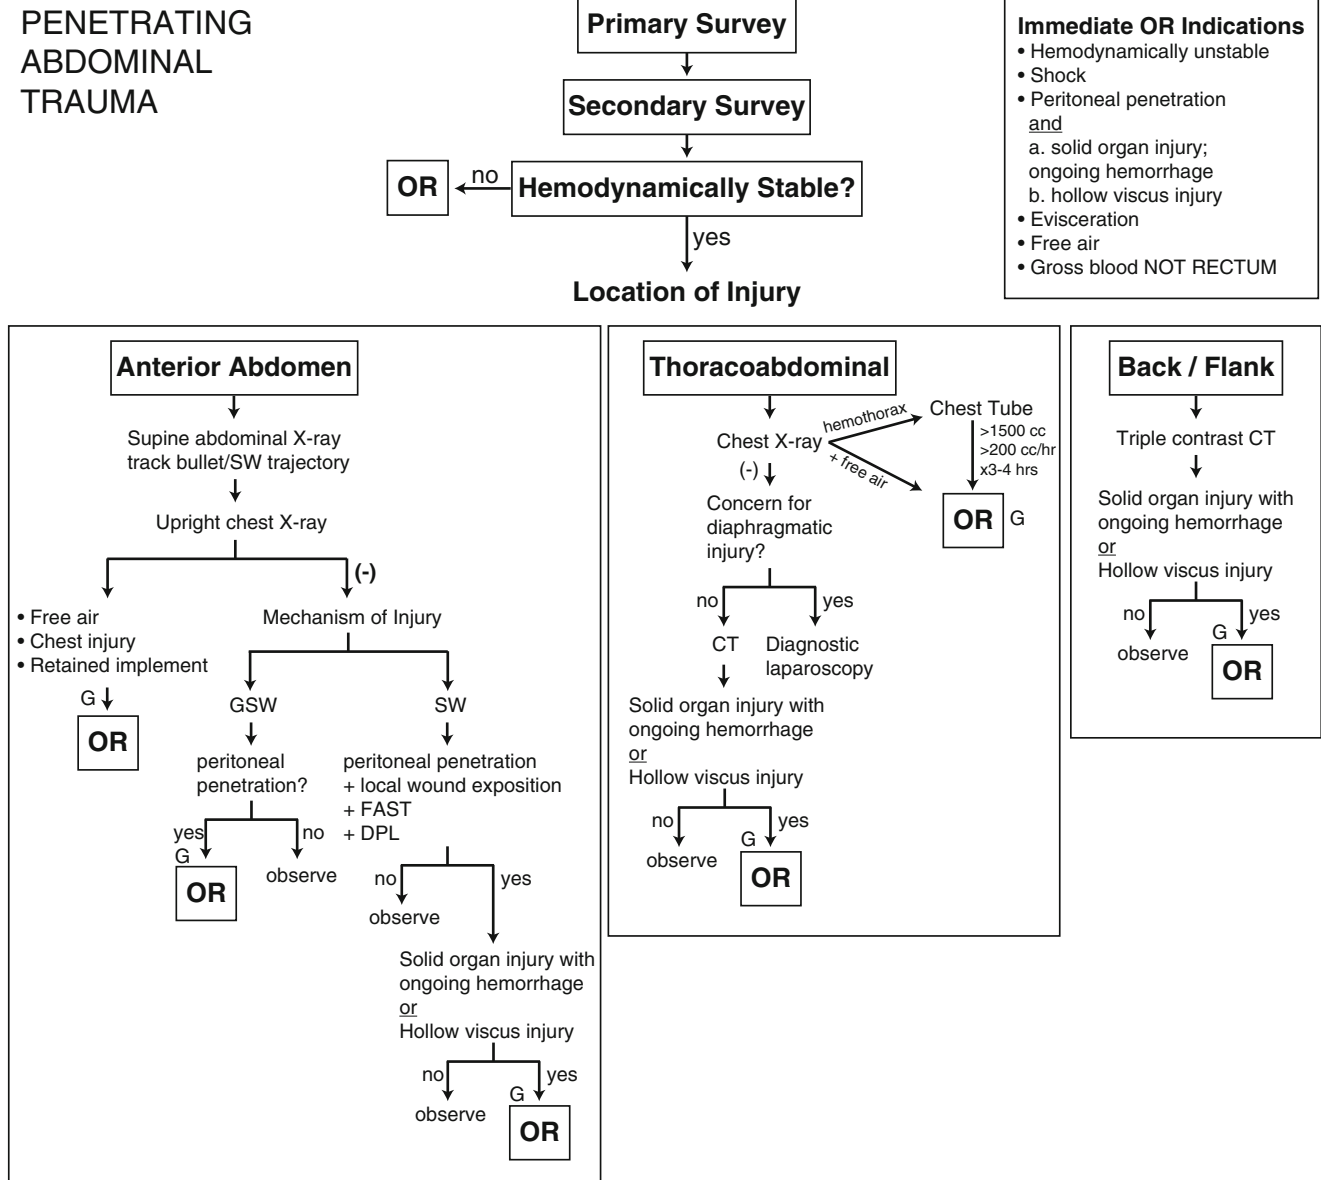 PENETRATING
ABDOMINAL
TRAUMA
Primary Survey
Secondary Survey
Hemodynamically Stable?
no
OR
yes
Location of Injury
Immediate OR Indications
• Hemodynamically unstable
• Shock
• Peritoneal penetration
and
a. solid organ injury;
ongoing hemorrhage
b. hollow viscus injury
• Evisceration
• Free air
• Gross blood NOT RECTUM
Anterior Abdomen
Supine abdominal X-ray
track bullet/SW trajectory
Upright chest X-ray
(-)
• Free air
• Chest injury
• Retained implement
G
OR
Mechanism of Injury
GSW
peritoneal
penetration?
yes
G
OR
no
observe
SW
peritoneal penetration
+ local wound exposition
+ FAST
+ DPL
no
observe
yes
Solid organ injury with
ongoing hemorrhage
or
Hollow viscus injury
no
observe
yes
G
OR
Thoracoabdominal
Chest X-ray
hemothorax
Chest Tube
>1500 cc
>200 cc/hr
x3-4 hrs
+ free air
OR
G
(-)
Concern for
diaphragmatic
injury?
no
yes
CT
Diagnostic
laparoscopy
Solid organ injury with
ongoing hemorrhage
or
Hollow viscus injury
no
observe
yes
G
OR
Back / Flank
Triple contrast CT
Solid organ injury with
ongoing hemorrhage
or
Hollow viscus injury
no
observe
yes
G
OR